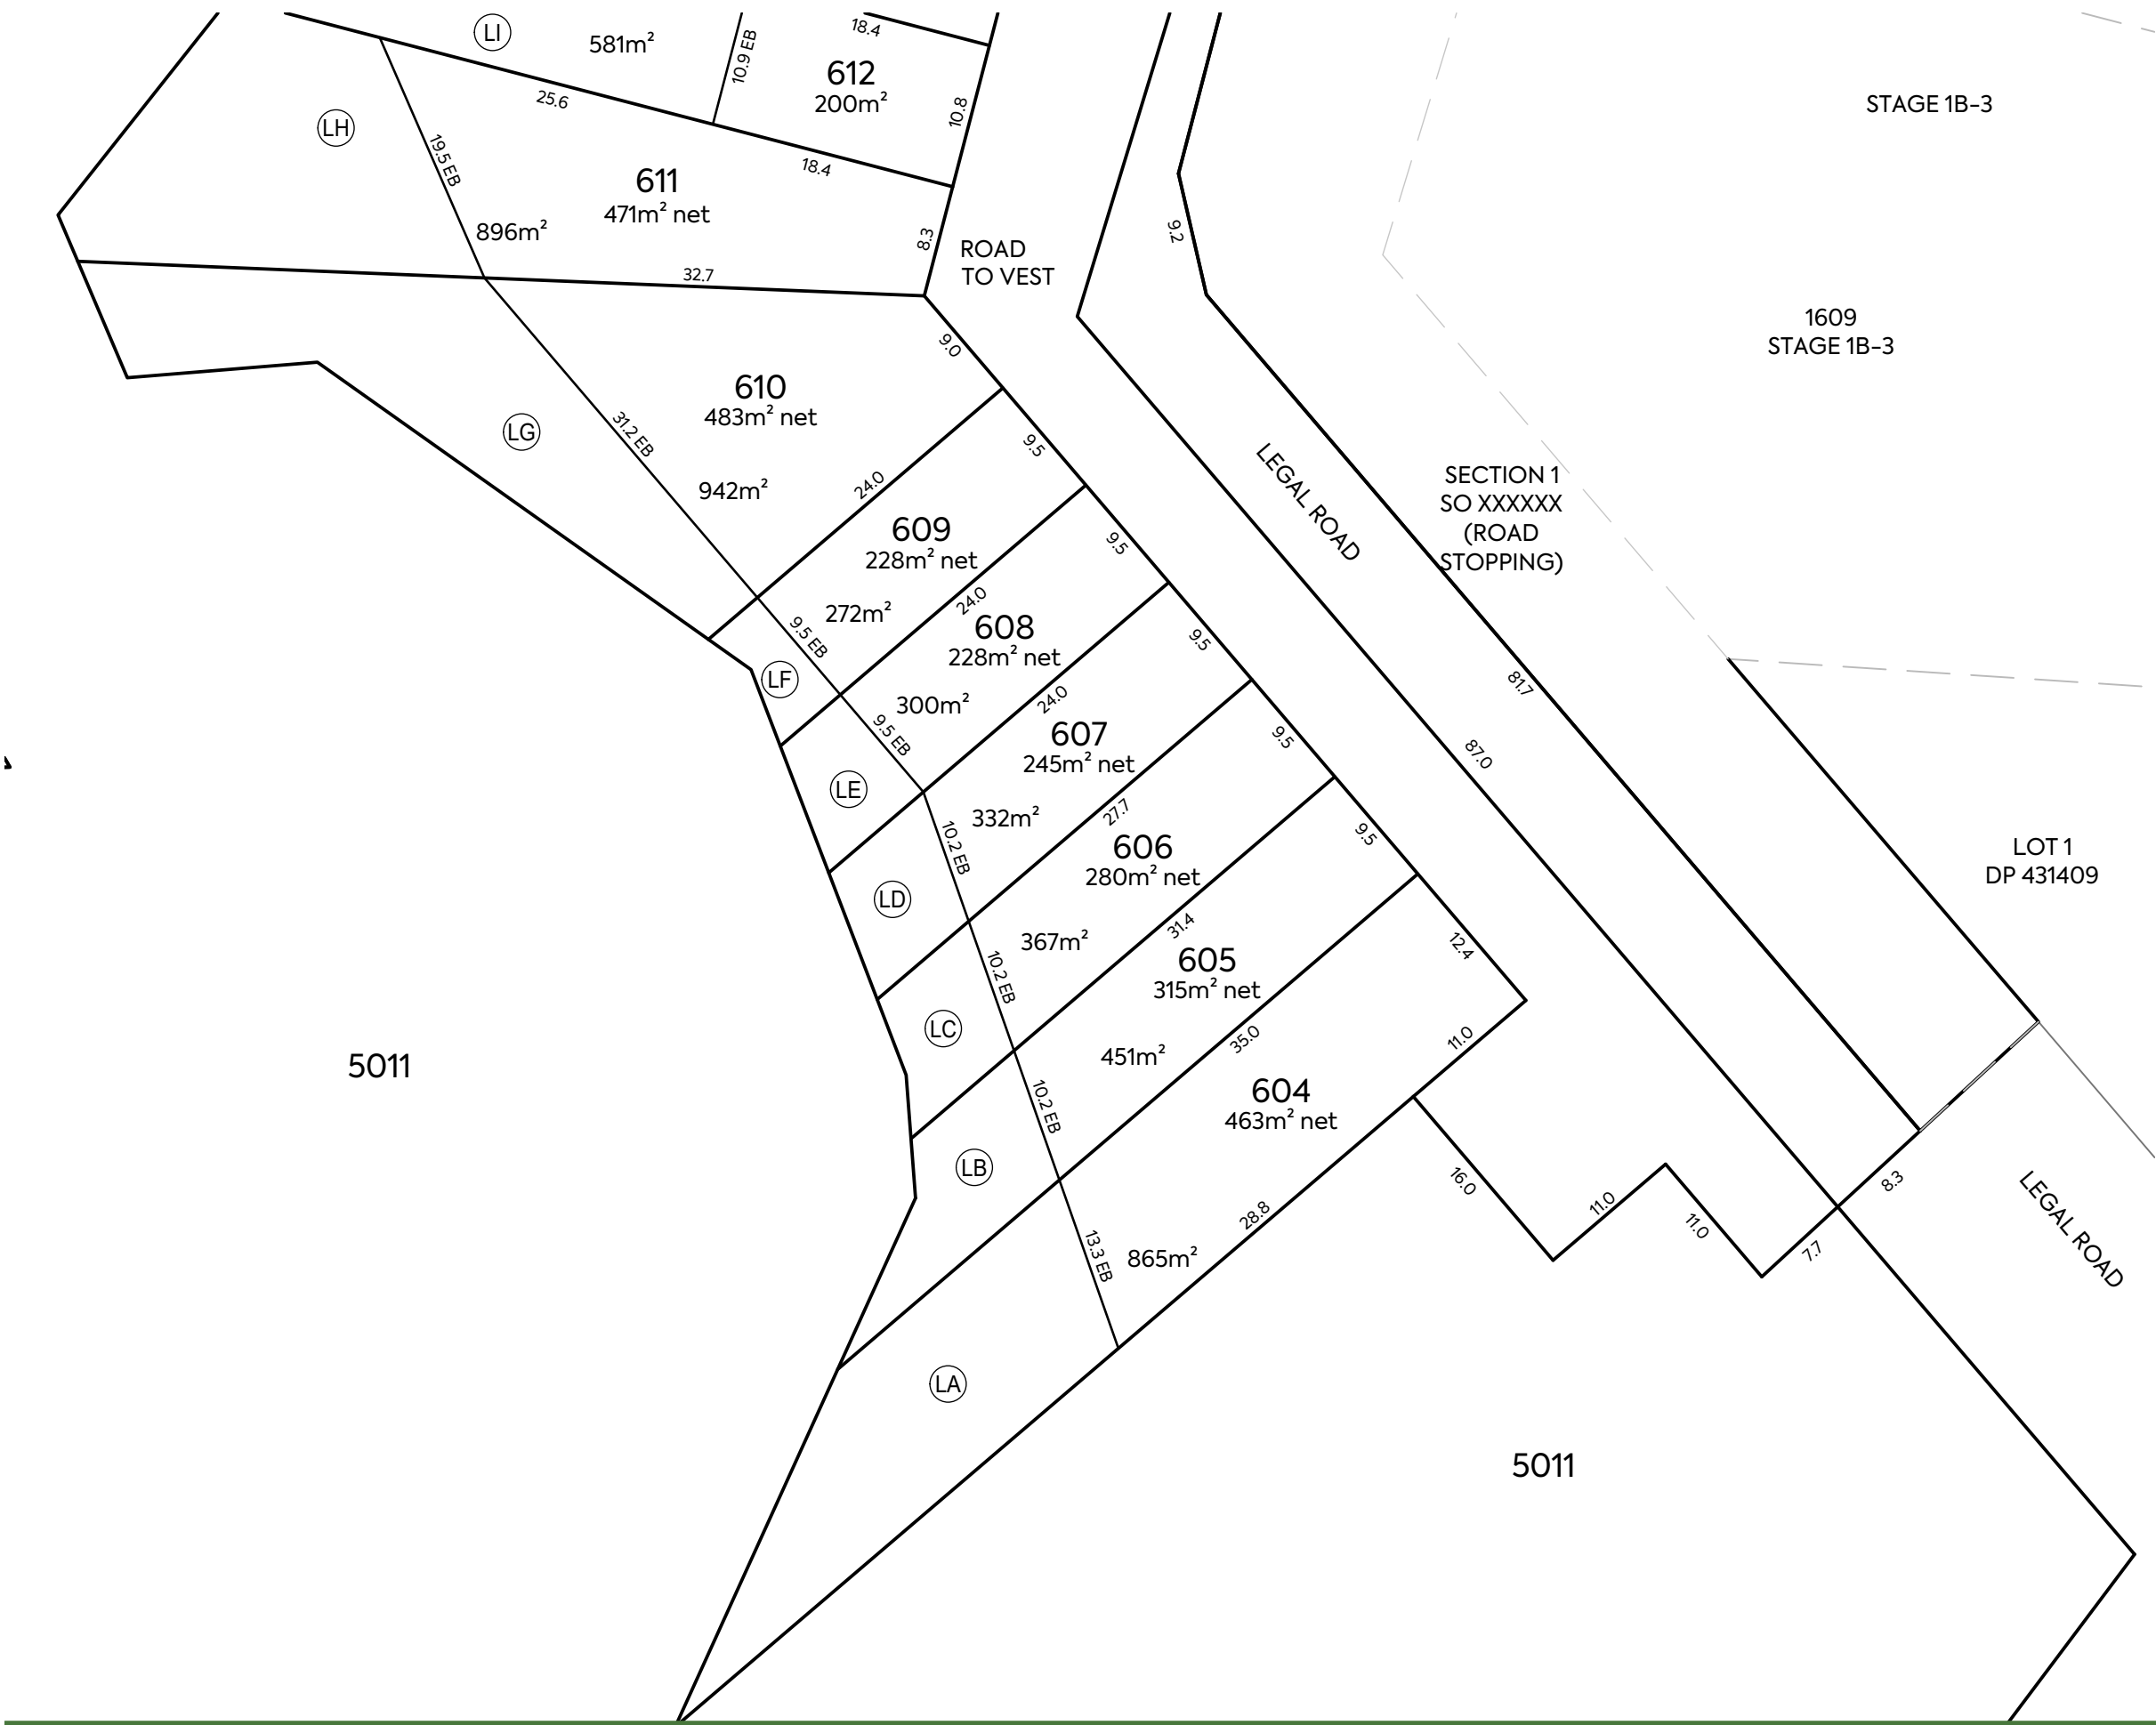 LI
581m²
10.9 EB
18.4
612
200m²
10.8
25.6
LH
19.5 EB
18.4
611
471m² net
896m²
8.3
ROAD
TO VEST
32.7
9.2
STAGE 1B-3
1609
STAGE 1B-3
9.0
610
483m² net
LG
31.2 EB
942m²
24.0
9.5
LEGAL ROAD
SECTION 1
SO XXXXXX
(ROAD
STOPPING)
609
228m² net
272m²
9.5
24.0
9.5 EB
LF
608
228m² net
300m²
9.5
24.0
9.5 EB
LE
607
245m² net
332m²
9.5
27.7
10.2 EB
LD
81.7
87.0
606
280m² net
367m²
9.5
31.4
10.2 EB
LC
LOT 1
DP 431409
605
315m² net
451m²
12.4
35.0
10.2 EB
LB
604
463m² net
11.0
865m²
28.8
13.3 EB
LA
16.0
11.0
11.0
7.7
8.3
LEGAL ROAD
5011
5011